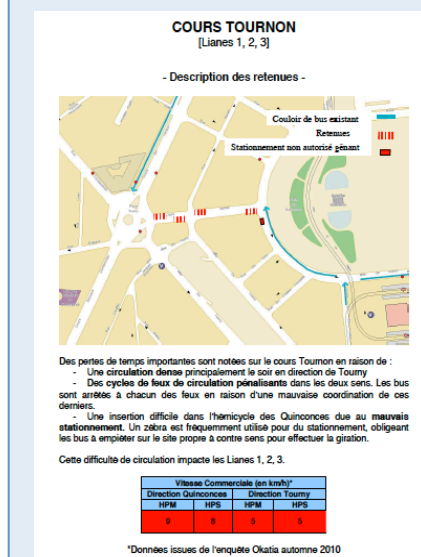 COURS TOURNON
[Lianes 1, 2, 3]
- Description des retenues -
Couloir de bus existant
Retenues
Stationnement non autorisé gênant
Des pertes de temps importantes sont notées sur le cours Tournon en raison de :
- Une circulation dense principalement le soir en direction de Tourny
- Des cycles de feux de circulation pénalisants dans les deux sens. Les bus
sont arrêtés à chacun des feux en raison d'une mauvaise coordination de ces
derniers.
- Une insertion difficile dans l'hémicycle des Quinconces due au mauvais
stationnement. Un zébra est fréquemment utilisé pour du stationnement, obligeant
les bus à empiéter sur le site propre à contre sens pour effectuer la giration.
Cette difficulté de circulation impacte les Lianes 1, 2, 3.
Vitesse Commerciale (en km/h)*
Direction Quinconces Direction Tourny
HPM HPS HPM HPS
9 8 5 5
*Données issues de l'enquête Okatia automne 2010